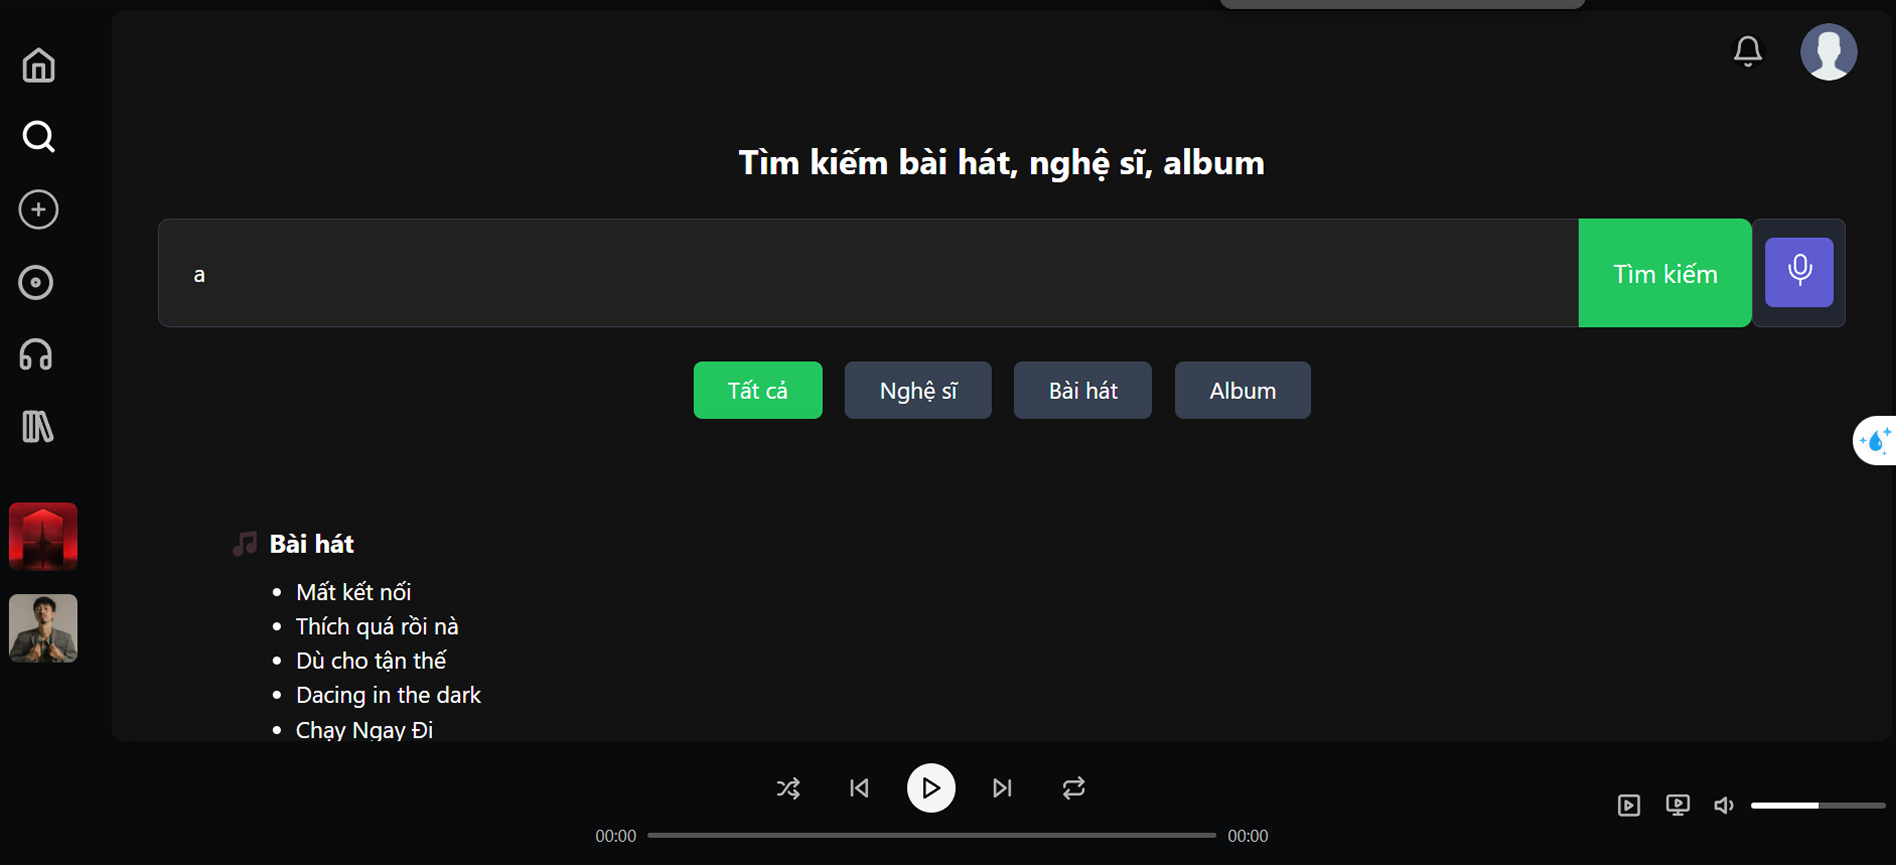 Tìm kiếm bài hát, nghệ sĩ, album
a
Tìm kiếm
Tất cả
Nghệ sĩ
Bài hát
Album
Bài hát
Mất kết nối
Thích quá rồi nà
Dù cho tận thế
Dacing in the dark
Chạy Ngay Đi
00:00
00:00